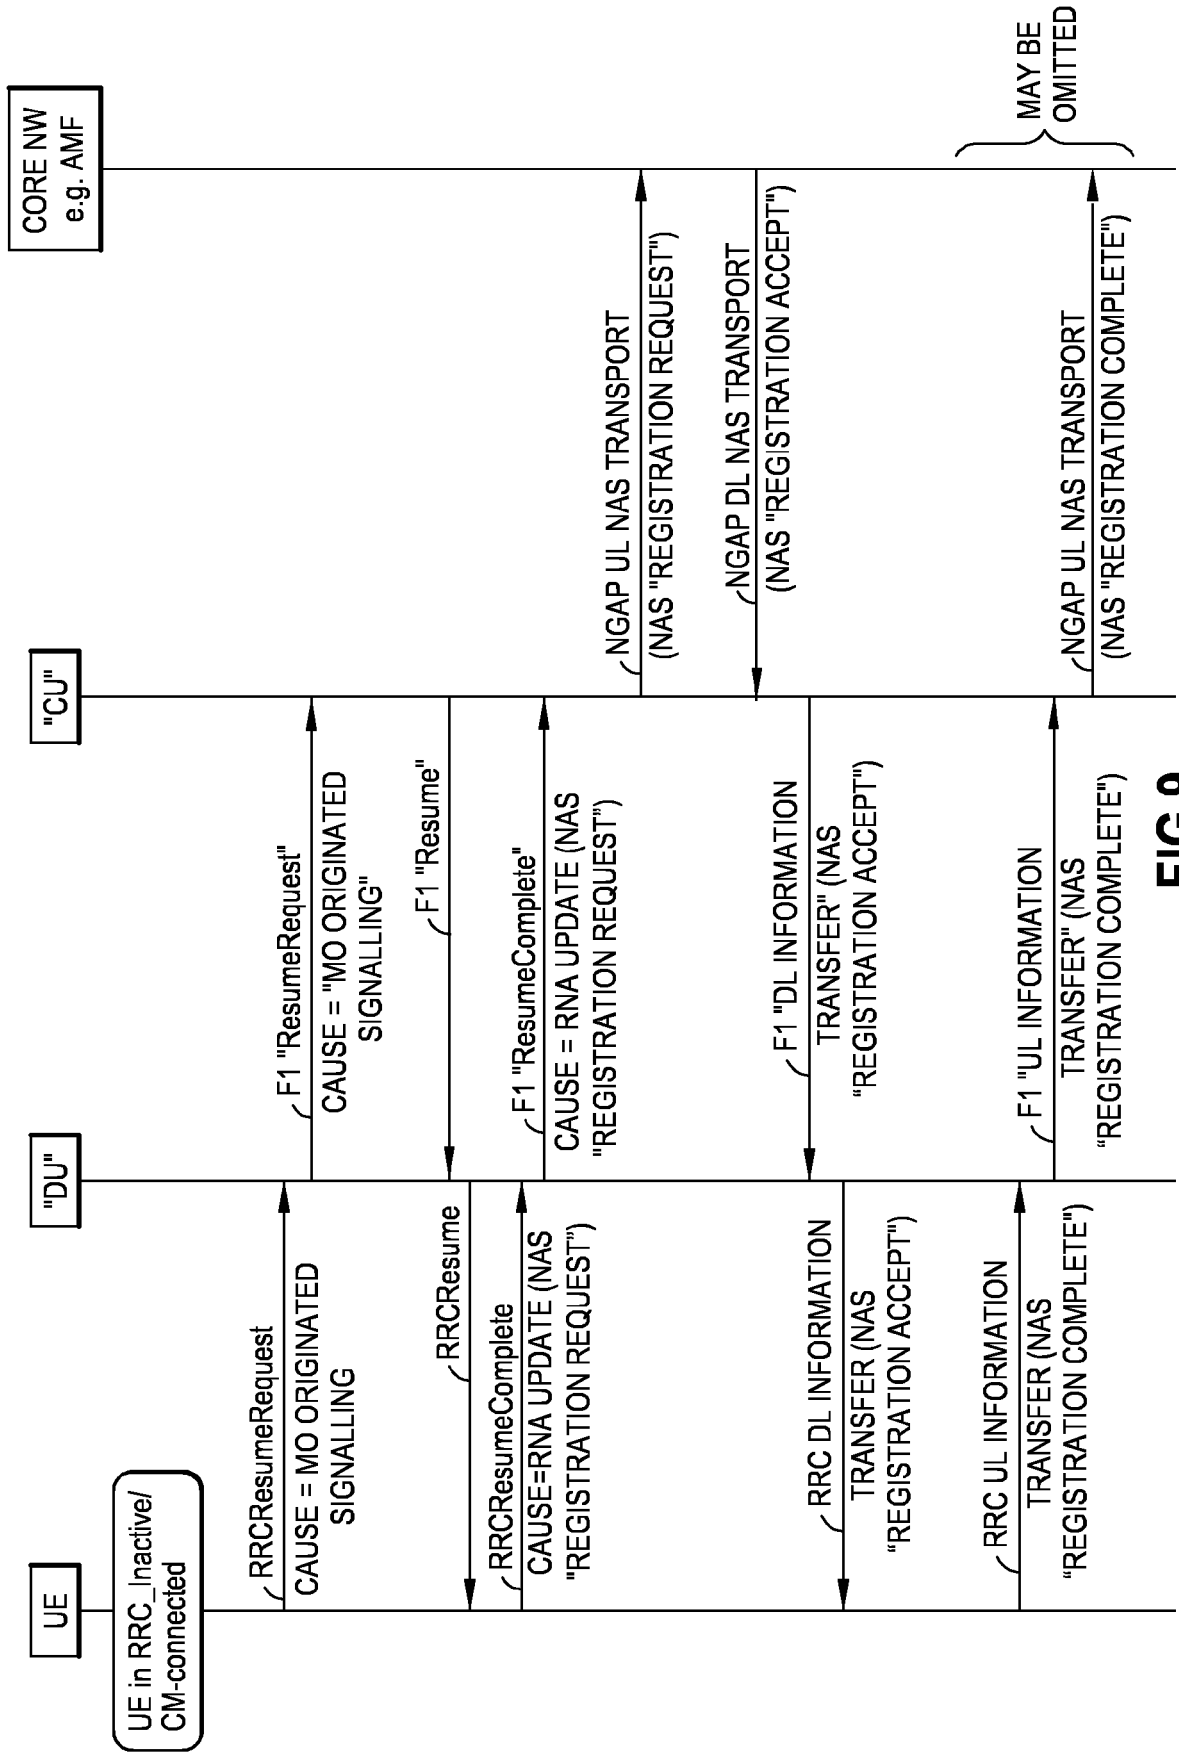 UE
"DU"
"CU"
CORE NW
e.g. AMF
UE in RRC_Inactive/
CM-connected
RRCResumeRequest
CAUSE = MO ORIGINATED
SIGNALLING
F1 "ResumeRequest"
CAUSE = "MO ORIGINATED
SIGNALLING"
F1 "Resume"
RRCResume
RRCResumeComplete
CAUSE=RNA UPDATE (NAS
"REGISTRATION REQUEST")
F1 "ResumeComplete"
CAUSE = RNA UPDATE (NAS
"REGISTRATION REQUEST")
NGAP UL NAS TRANSPORT
(NAS "REGISTRATION REQUEST")
NGAP DL NAS TRANSPORT
(NAS "REGISTRATION ACCEPT")
F1 "DL INFORMATION
TRANSFER" (NAS
“REGISTRATION ACCEPT")
RRC DL INFORMATION
TRANSFER (NAS
“REGISTRATION ACCEPT")
RRC UL INFORMATION
TRANSFER (NAS
“REGISTRATION COMPLETE")
F1 "UL INFORMATION
TRANSFER" (NAS
“REGISTRATION COMPLETE")
NGAP UL NAS TRANSPORT
(NAS "REGISTRATION COMPLETE")
MAY BE
OMITTED